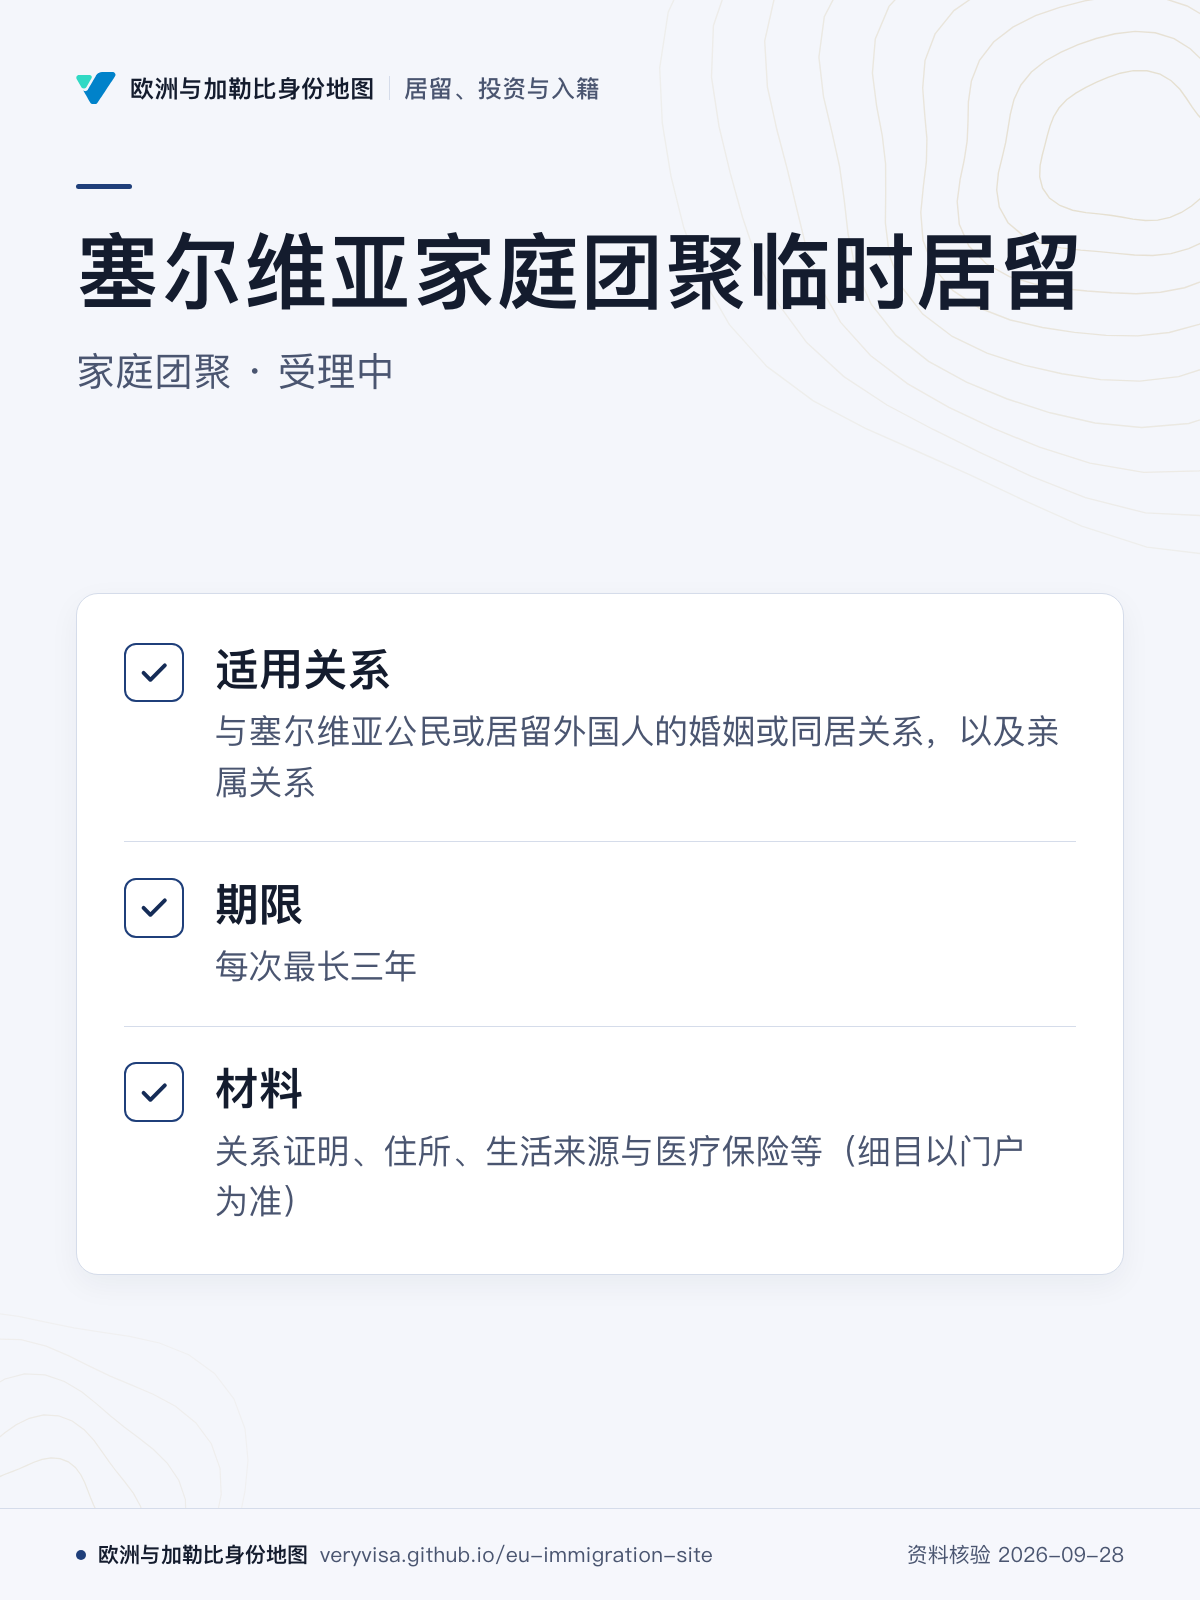 欧洲与加勒比身份地图 居留、投资与入籍
塞尔维亚家庭团聚临时居留
家庭团聚 · 受理中
适用关系
与塞尔维亚公民或居留外国人的婚姻或同居关系，以及亲
属关系
期限
每次最长三年
材料
关系证明、住所、生活来源与医疗保险等（细目以门户
为准）
欧洲与加勒比身份地图 veryvisa.github.io/eu-immigration-site 资料核验 2026-09-28